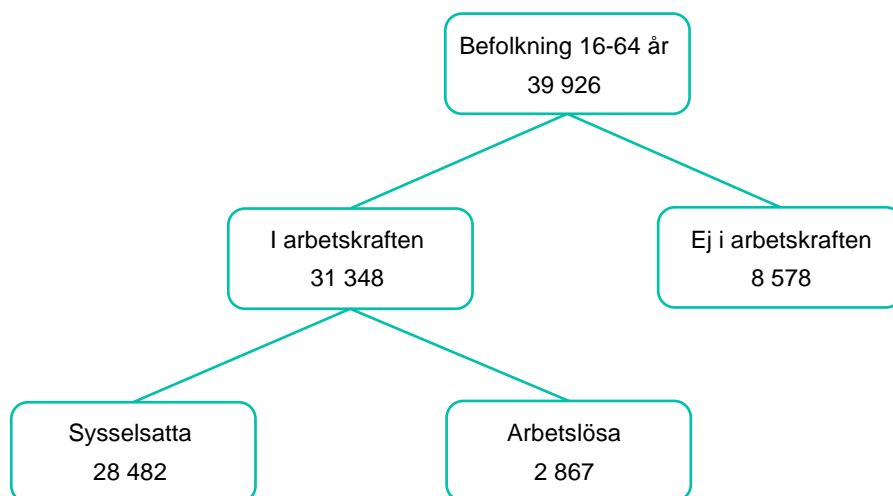 Befolkning 16-64 år
39 926
I arbetskraften
31 348
Ej i arbetskraften
8 578
Sysselsatta
28 482
Arbetslösa
2 867